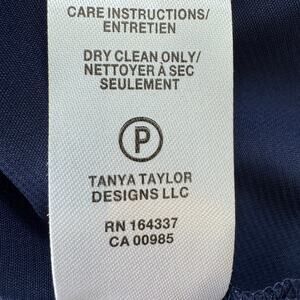 CARE INSTRUCTIONS/
ENTRETIEN
DRY CLEAN ONLY/
NETTOYER À SEC
SEULEMENT
P
TANYA TAYLOR
DESIGNS LLC
RN 164337
CA 00985